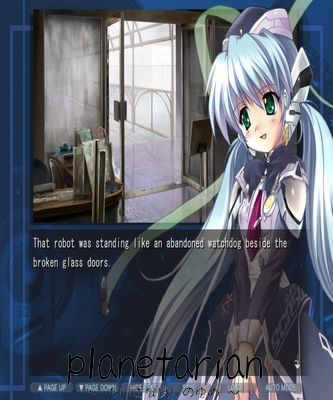 That robot was standing like an abandoned watchdog beside the
broken glass doors.
planetarian
▲ PAGE UP ▼ PAGE DOWN AUTO MODE